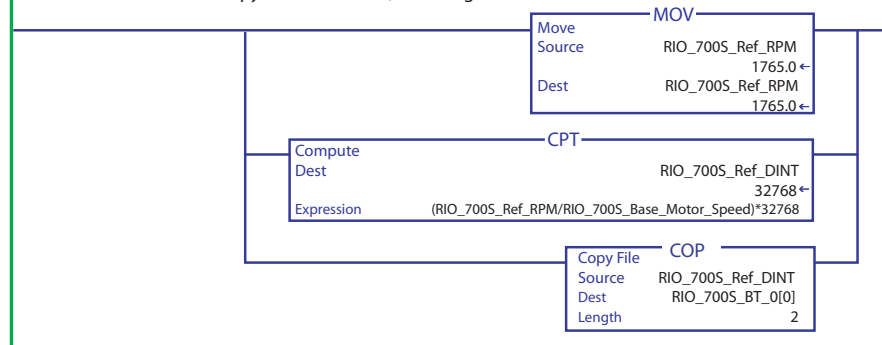 MOV
Move
Source RIO_700S_Ref_RPM
1765.0 ←
Dest RIO_700S_Ref_RPM
1765.0 ←
CPT
Compute
Dest RIO_700S_Ref_DINT
32768 ←
Expression (RIO_700S_Ref_RPM/RIO_700S_Base_Motor_Speed)*32768
COP
Copy File
Source RIO_700S_Ref_DINT
Dest RIO_700S_BT_0[0]
Length 2